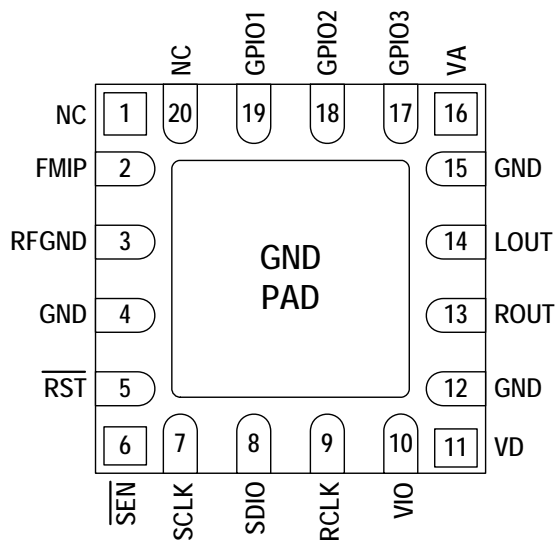 NC
GPIO1
GPIO2
GPIO3
VA
NC
1
20
19
18
17
16
FMIP
2
15
GND
RFGND
3
14
LOUT
GND
PAD
GND
4
13
ROUT
RST
5
12
GND
6
7
8
9
10
11
VD
SEN
SCLK
SDIO
RCLK
VIO